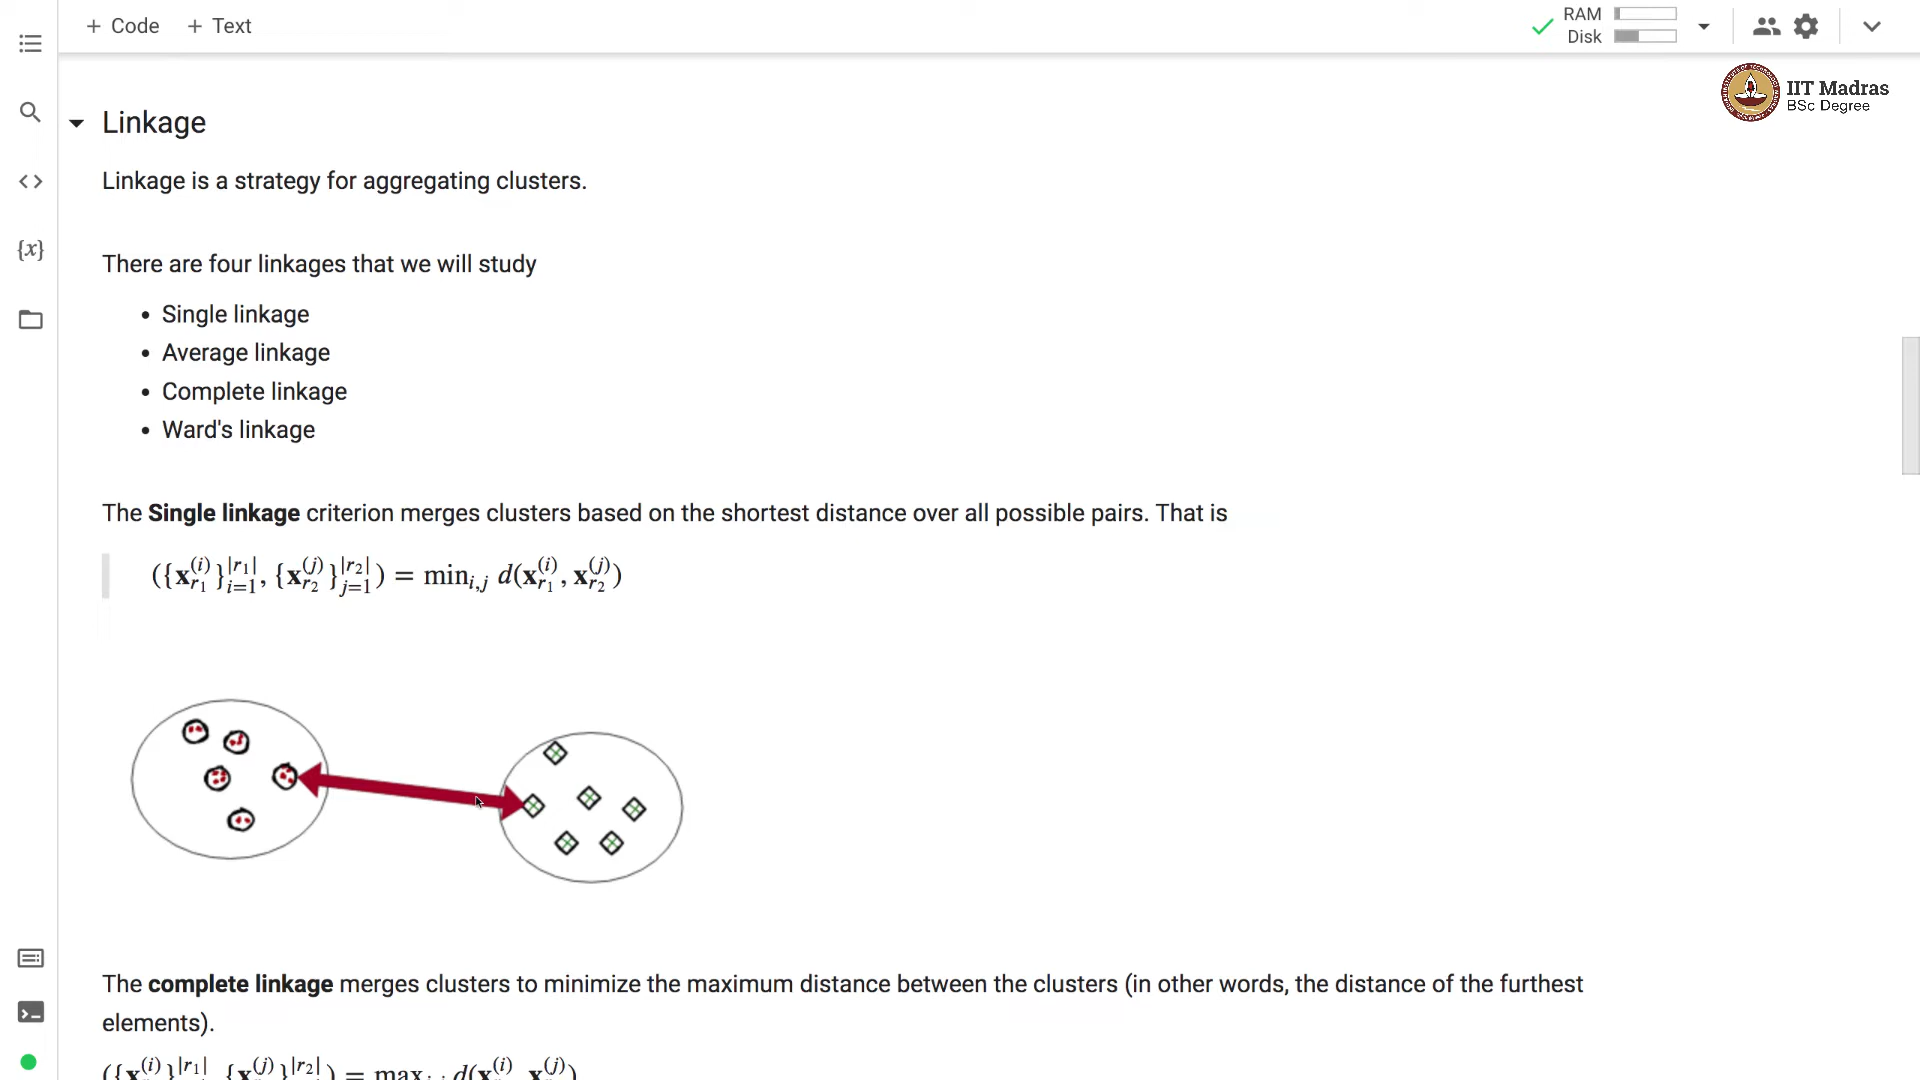 + Code + Text
RAM
Disk
IIT Madras
BSc Degree
Linkage
Linkage is a strategy for aggregating clusters.
{x}
There are four linkages that we will study
• Single linkage
• Average linkage
• Complete linkage
• Ward's linkage
The Single linkage criterion merges clusters based on the shortest distance over all possible pairs. That is
({𝐱_{r_1}^{(i)}}_{i=1}^{|r_1|}, {𝐱_{r_2}^{(j)}}_{j=1}^{|r_2|}) = min_{i,j} d(𝐱_{r_1}^{(i)}, 𝐱_{r_2}^{(j)})
The complete linkage merges clusters to minimize the maximum distance between the clusters (in other words, the distance of the furthest
elements).